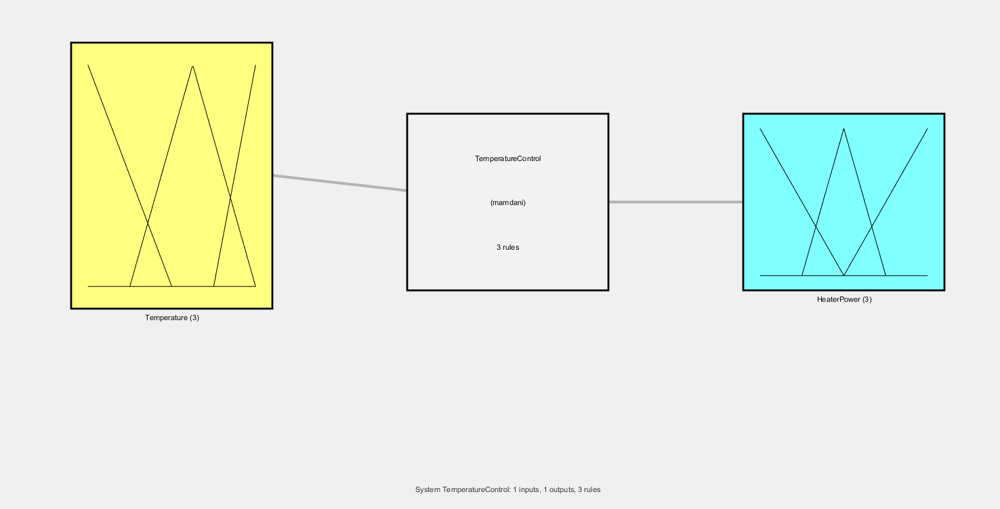 TemperatureControl
(mamdani)
3 rules
HeaterPower (3)
Temperature (3)
System TemperatureControl: 1 inputs, 1 outputs, 3 rules